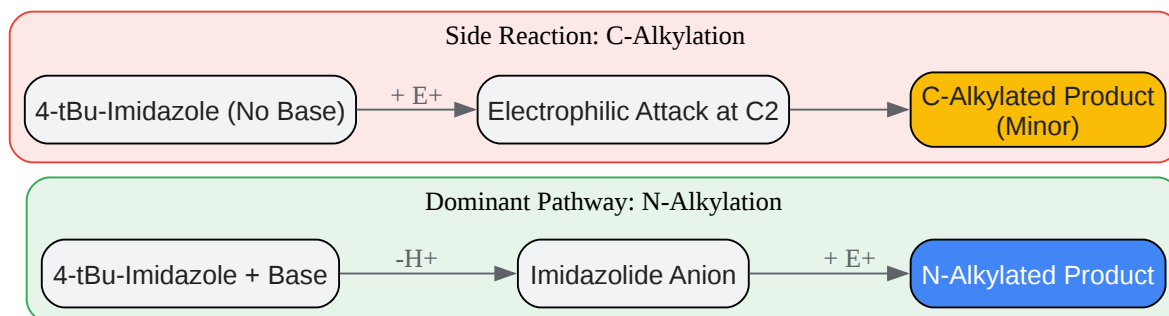 Side Reaction: C-Alkylation
4-tBu-Imidazole (No Base)
+ E+
Electrophilic Attack at C2
C-Alkylated Product
(Minor)
Dominant Pathway: N-Alkylation
4-tBu-Imidazole + Base
-H+
Imidazolide Anion
+ E+
N-Alkylated Product